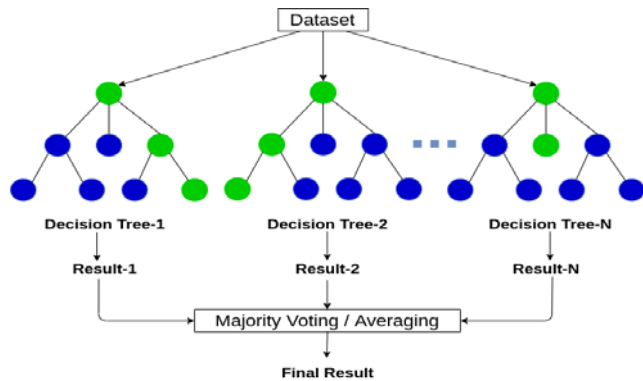 Dataset
Decision Tree-1
Decision Tree-2
Decision Tree-N
Result-1
Result-2
Result-N
Majority Voting / Averaging
Final Result